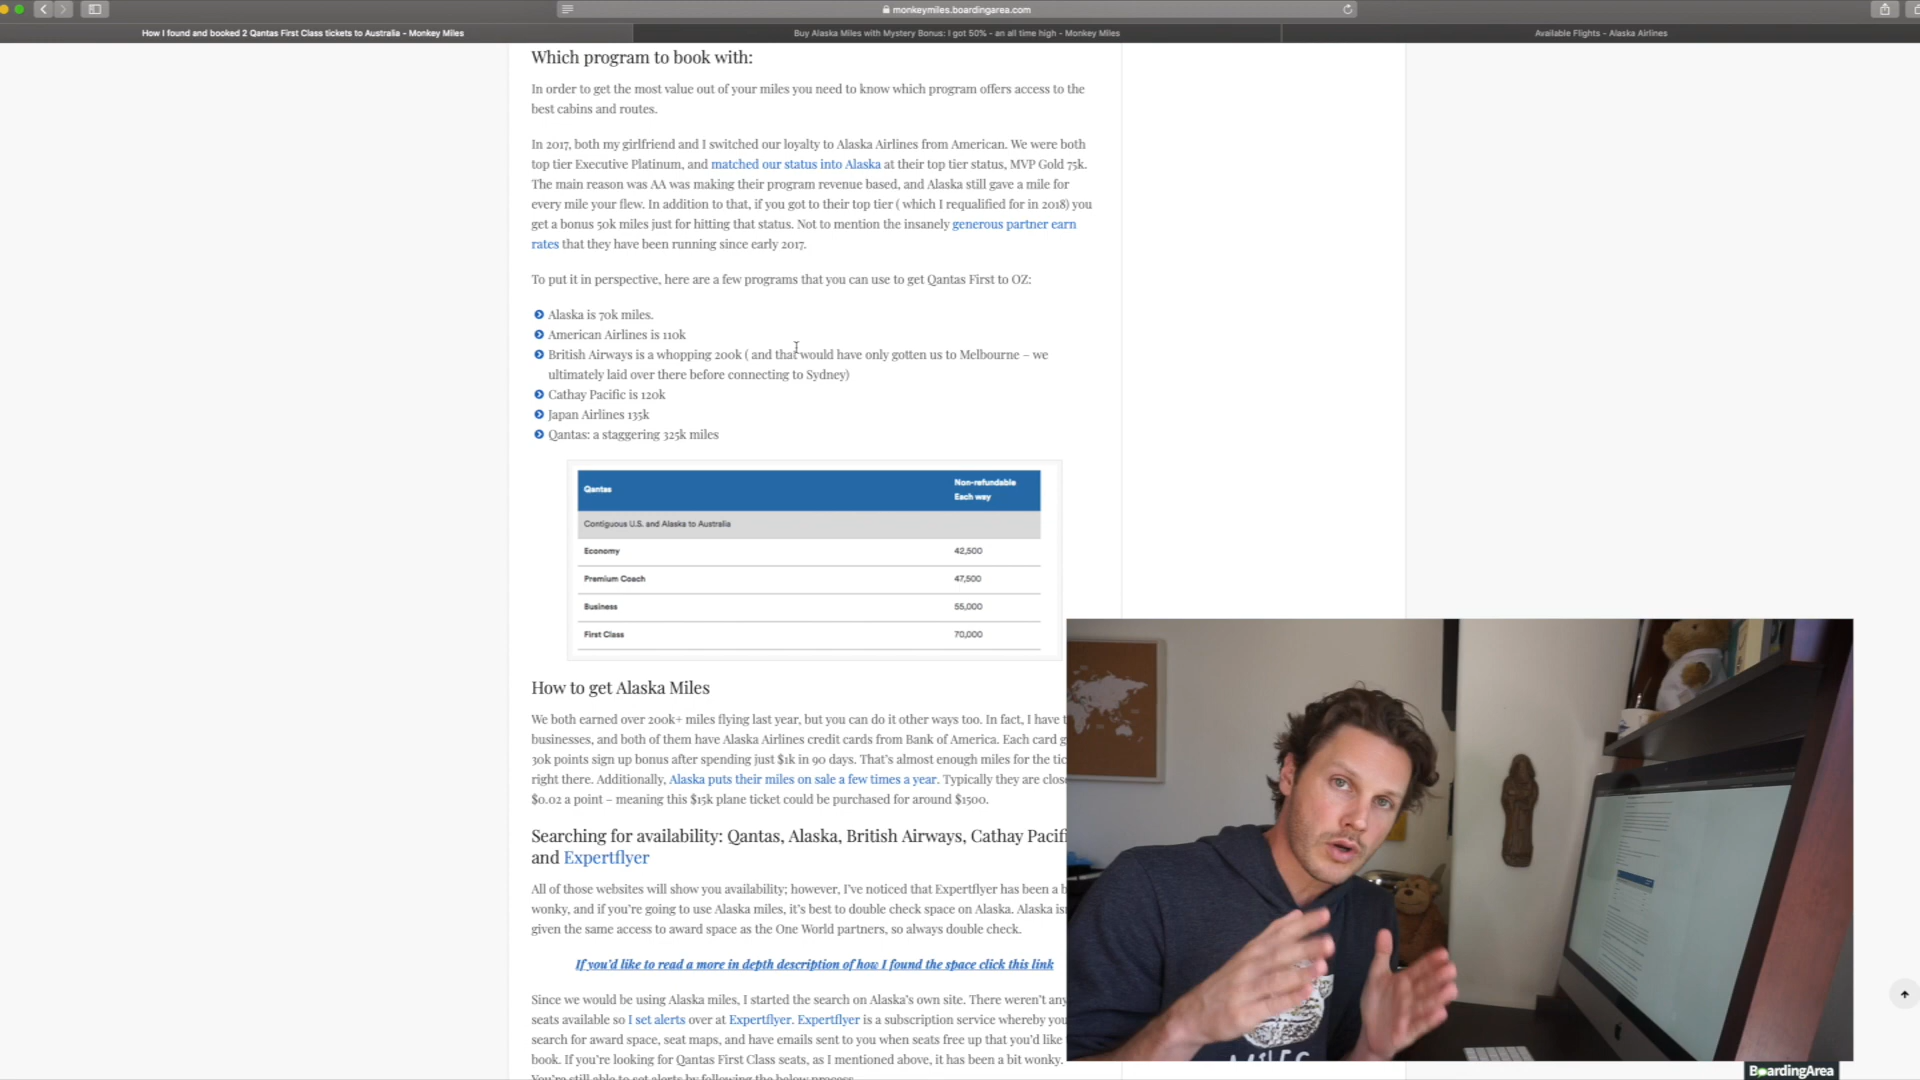 monkeymiles.boardingarea.com
How I found and booked 2 Qantas First Class tickets to Australia - Monkey Miles
Buy Alaska Miles with Mystery Bonus: I got 50% - an all time high - Monkey Miles
Available Flights - Alaska Airlines
Which program to book with:
In order to get the most value out of your miles you need to know which program offers access to the
best cabins and routes.
In 2017, both my girlfriend and I switched our loyalty to Alaska Airlines from American. We were both
top tier Executive Platinum, and matched our status into Alaska at their top tier status, MVP Gold 75k.
The main reason was AA was making their program revenue based, and Alaska still gave a mile for
every mile your flew. In addition to that, if you got to their top tier ( which I requalified for in 2018) you
get a bonus 50k miles just for hitting that status. Not to mention the insanely generous partner earn
rates that they have been running since early 2017.
To put it in perspective, here are a few programs that you can use to get Qantas First to OZ:
Alaska is 70k miles.
American Airlines is 110k
British Airways is a whopping 200k ( and that would have only gotten us to Melbourne – we
ultimately laid over there before connecting to Sydney)
Cathay Pacific is 120k
Japan Airlines 135k
Qantas: a staggering 325k miles
Qantas Non-refundable
Each way
Contiguous U.S. and Alaska to Australia
Economy 42,500
Premium Coach 47,500
Business 55,000
First Class 70,000
How to get Alaska Miles
We both earned over 200k+ miles flying last year, but you can do it other ways too. In fact, I have
businesses, and both of them have Alaska Airlines credit cards from Bank of America. Each card
30k points sign up bonus after spending just $1k in 90 days. That's almost enough miles for the
right there. Additionally, Alaska puts their miles on sale a few times a year. Typically they are
$0.02 a point – meaning this $15k plane ticket could be purchased for around $1500.
Searching for availability: Qantas, Alaska, British Airways, Cathay
and Expertflyer
All of those websites will show you availability; however, I've noticed that Expertflyer has been a
wonky, and if you're going to use Alaska miles, it's best to double check space on Alaska. Alaska
given the same access to award space as the One World partners, so always double check.
If you'd like to read a more in depth description of how I found the space click this link
Since we would be using Alaska miles, I started the search on Alaska's own site. There weren't any
seats available so I set alerts over at Expertflyer. Expertflyer is a subscription service whereby you
search for award space, seat maps, and have emails sent to you when seats free up that you'd like
book. If you're looking for Qantas First Class seats, as I mentioned above, it has been a bit wonky.
You're still able to set alerts by following the below process
MILES
BoardingArea